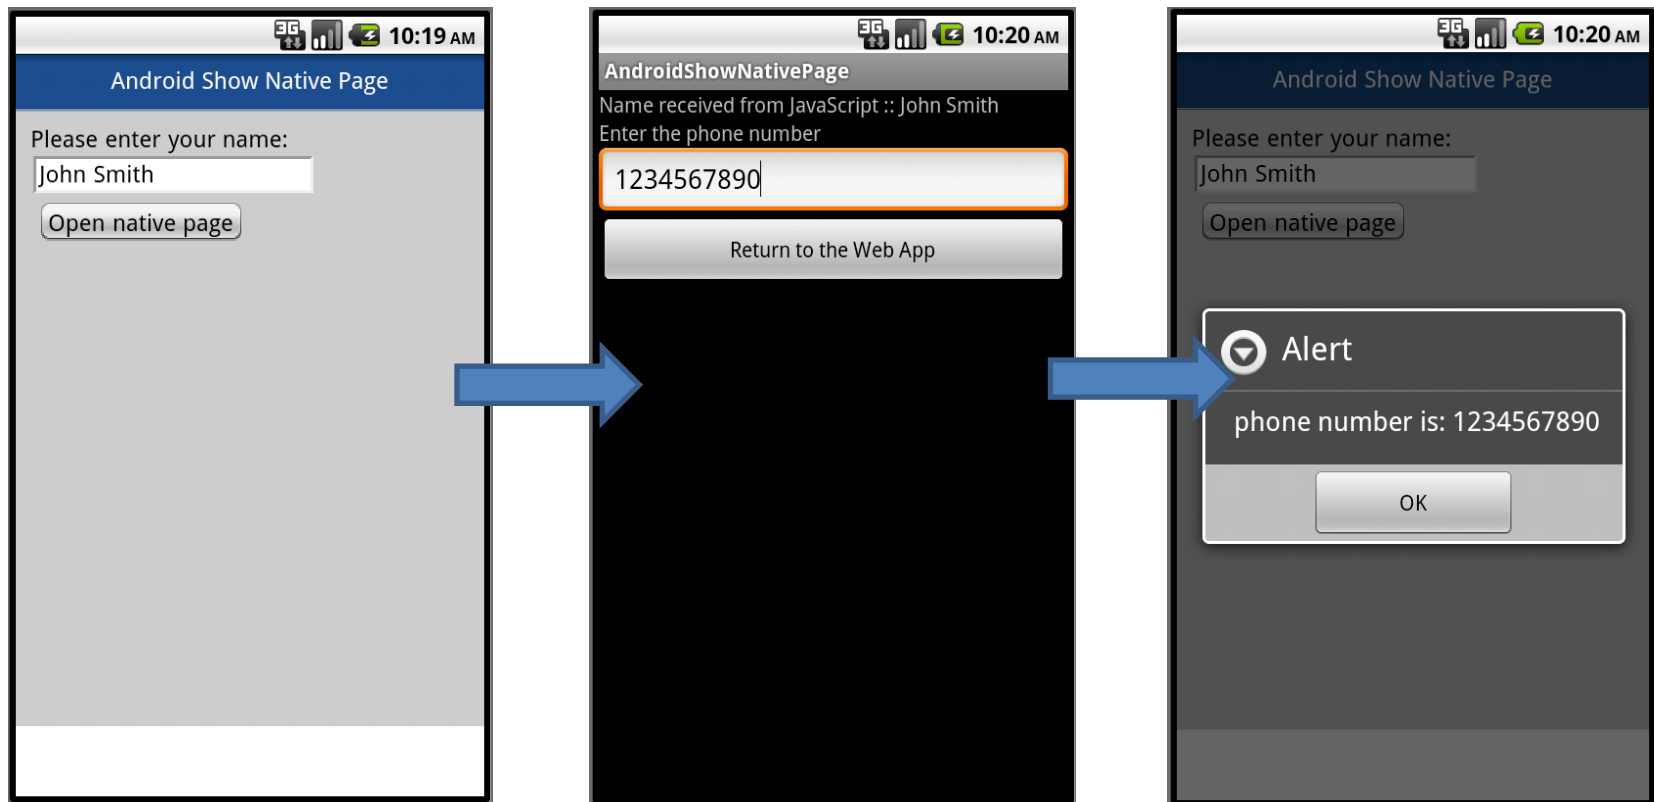 3G 10:19 AM
Android Show Native Page
Please enter your name:
John Smith
Open native page
3G 10:20 AM
AndroidShowNativePage
Name received from JavaScript :: John Smith
Enter the phone number
1234567890
Return to the Web App
3G 10:20 AM
Android Show Native Page
Please enter your name:
John Smith
Open native page
Alert
phone number is: 1234567890
OK